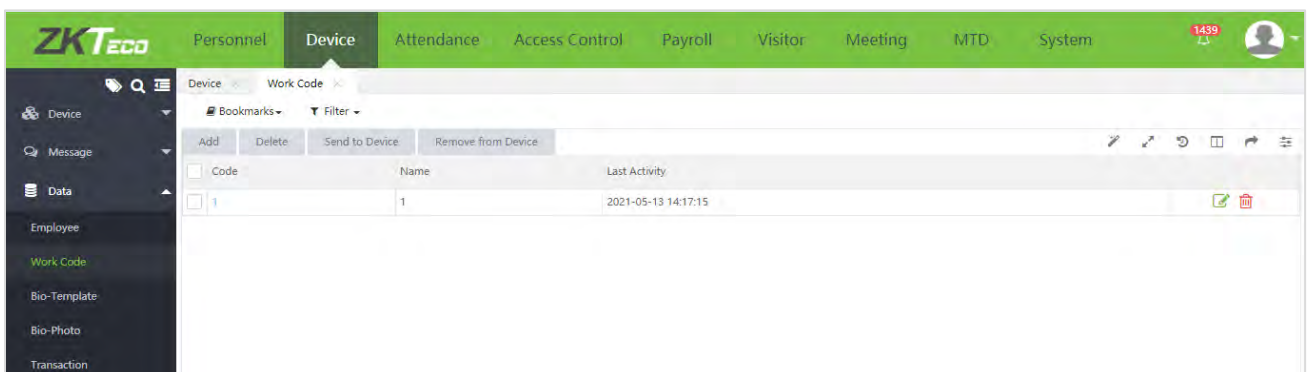 ZKTeco Personnel Device Attendance Access Control Payroll Visitor Meeting MTD System 1439
Device Work Code
Device
Bookmarks Filter
Message
Add Delete Send to Device Remove from Device
Code Name Last Activity
Data
1 1 2021-05-13 14:17:15
Employee
Work Code
Bio-Template
Bio-Photo
Transaction